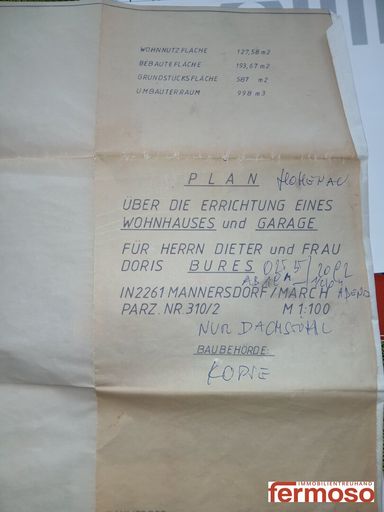 WOHNNUTZFLÄCHE 127,58 m2
BEBAUTEFLÄCHE 193,67 m2
GRUNDSTÜCKSFLÄCHE 587 m2
UMBAUTERRAUM 998 m3
PLAN HOHENAU
ÜBER DIE ERRICHTUNG EINES
WOHNHAUSES und GARAGE
FÜR HERRN DIETER und FRAU
DORIS BURES
IN 2261 MANNERSDORF/MARCH ABEND
PARZ. NR. 310/2 M 1:100
NUR DACHSTUHL
BAUBEHÖRDE:
KOPIE
IMMOBILIENTREUHAND
fermoso